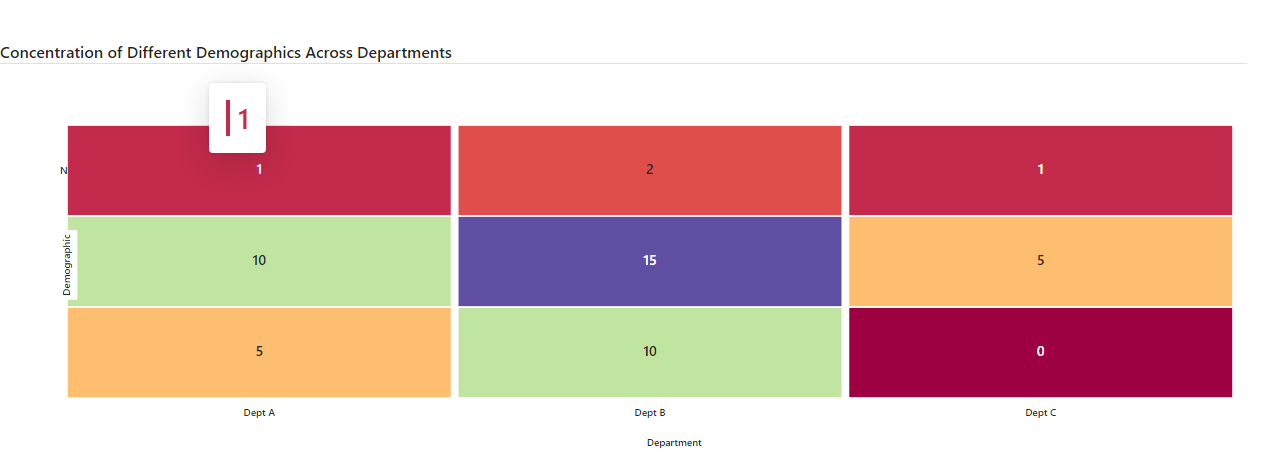 Concentration of Different Demographics Across Departments
1
N 1 2 1
Demographic
10 15 5
5 10 0
Dept A Dept B Dept C
Department